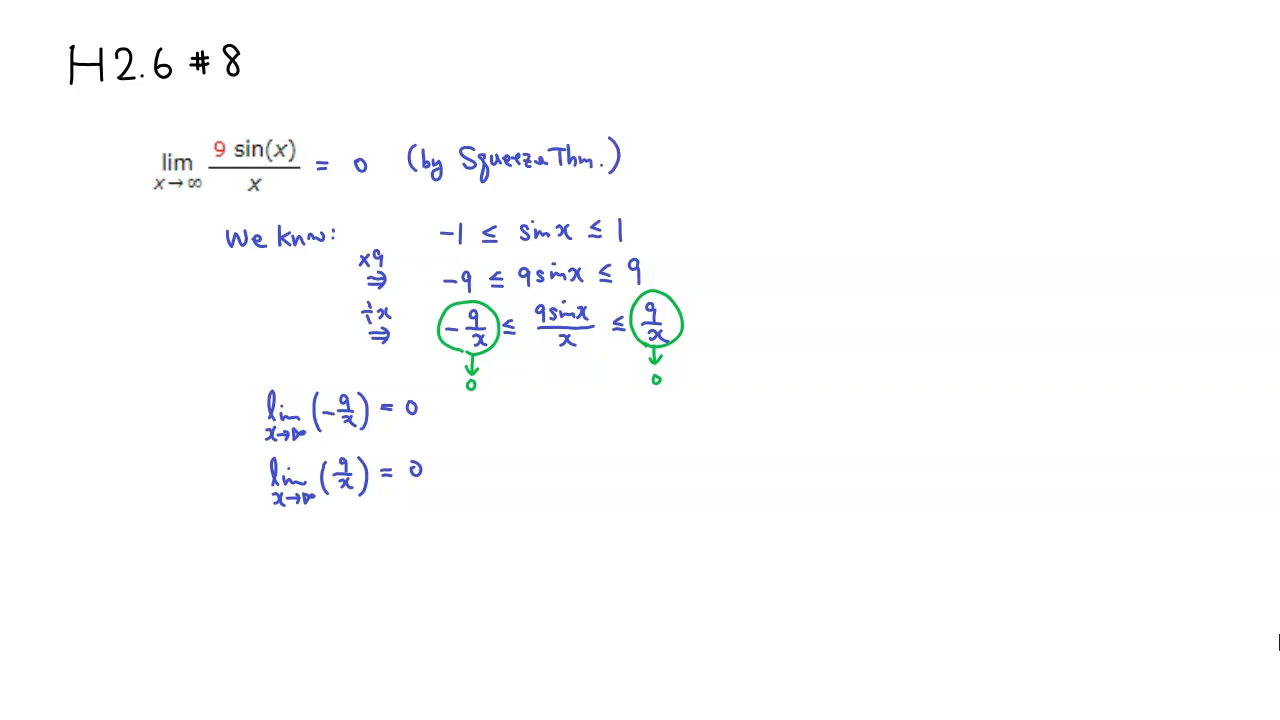 H2.6 #8
lim x→∞ 9 sin(x)/x = 0 (by Squeeze Thm.)
We know: -1 ≤ sin x ≤ 1
×9 ⇒ -9 ≤ 9 sin x ≤ 9
÷x ⇒ -9/x ≤ 9 sin x/x ≤ 9/x
↓ 0 ↓ 0
lim x→∞ (-9/x) = 0
lim x→∞ (9/x) = 0